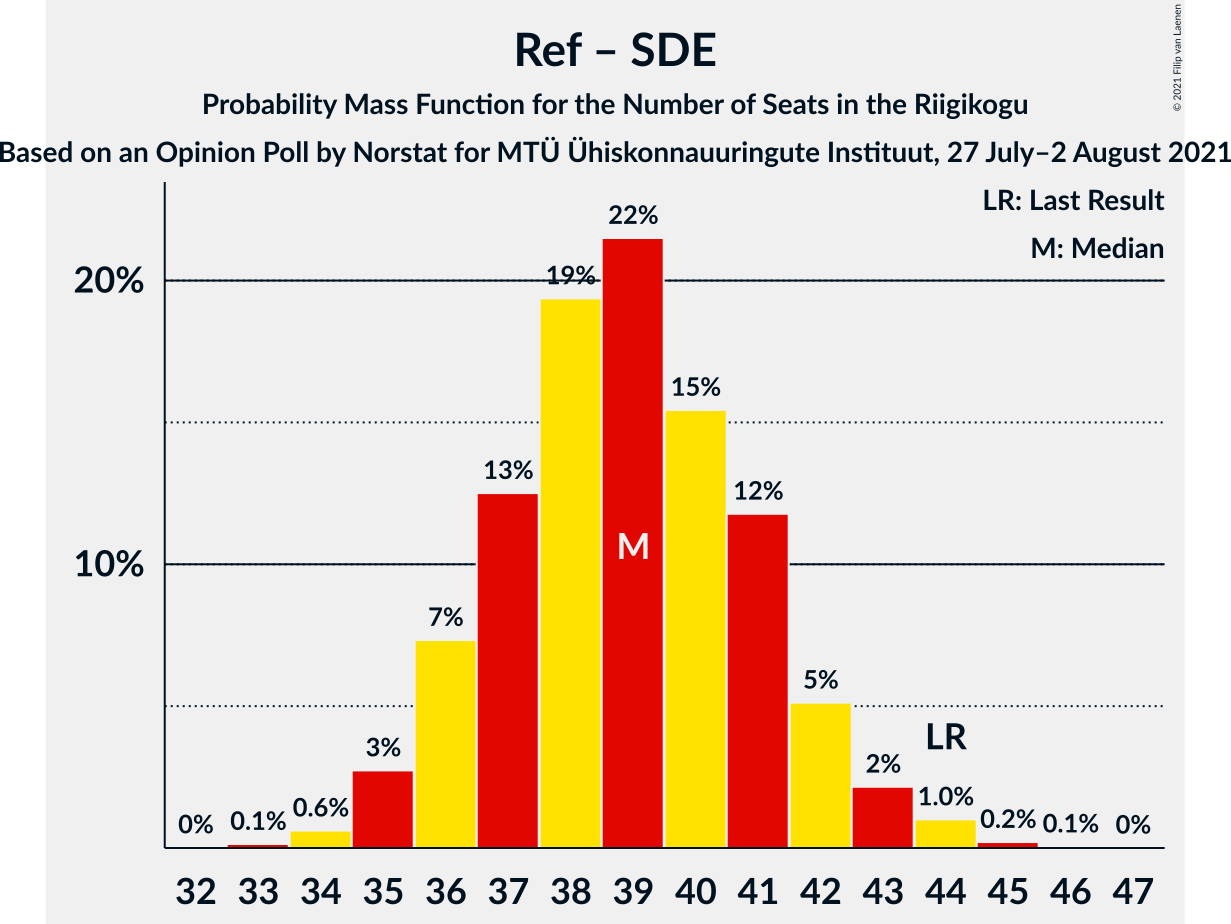 Ref – SDE
Probability Mass Function for the Number of Seats in the Riigikogu
Based on an Opinion Poll by Norstat for MTÜ Ühiskonnauuringute Instituut, 27 July–2 August 2021
© 2021 Filip van Laenen
LR: Last Result
M: Median
20%
10%
0%
0.1%
0.6%
3%
7%
13%
19%
22%
15%
12%
5%
2%
1.0%
0.2%
0.1%
0%
M
LR
32 33 34 35 36 37 38 39 40 41 42 43 44 45 46 47